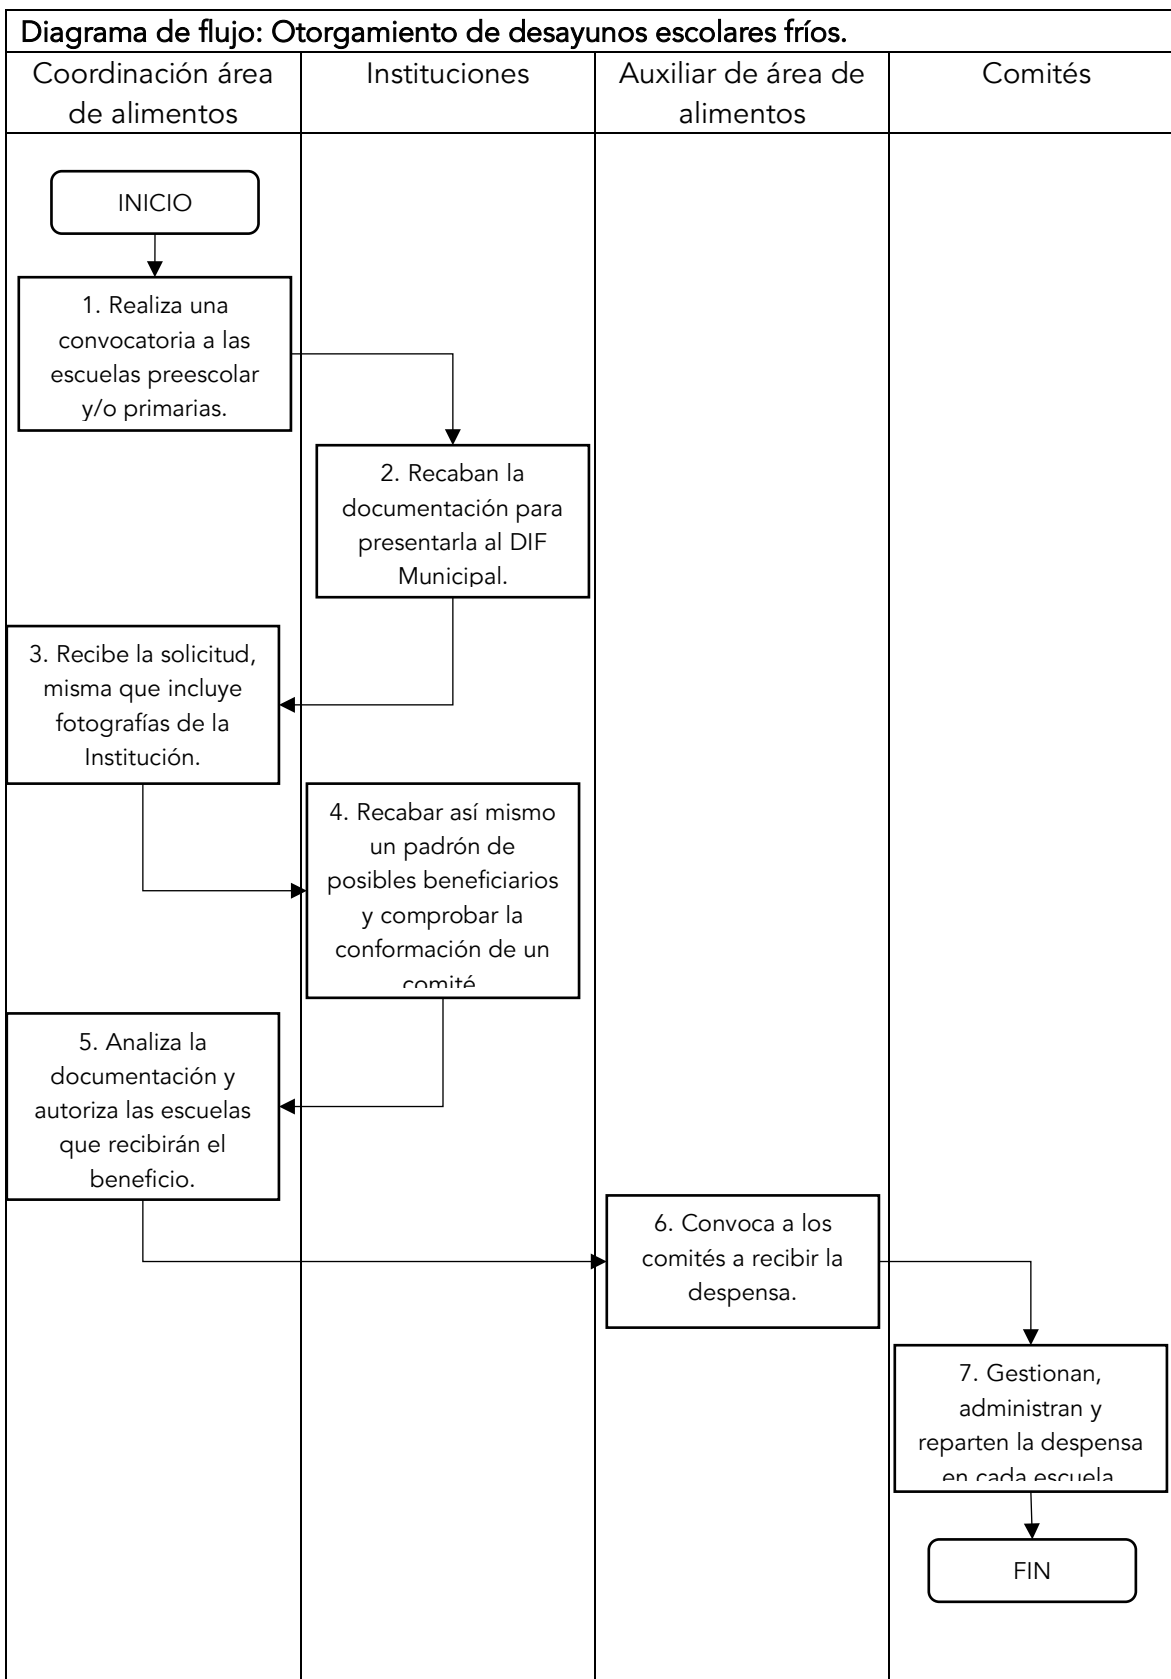 Diagrama de flujo: Otorgamiento de desayunos escolares fríos.
Coordinación área
de alimentos
Instituciones
Auxiliar de área de
alimentos
Comités
INICIO
1. Realiza una
convocatoria a las
escuelas preescolar
y/o primarias.
2. Recaban la
documentación para
presentarla al DIF
Municipal.
3. Recibe la solicitud,
misma que incluye
fotografías de la
Institución.
4. Recabar así mismo
un padrón de
posibles beneficiarios
y comprobar la
conformación de un
comité
5. Analiza la
documentación y
autoriza las escuelas
que recibirán el
beneficio.
6. Convoca a los
comités a recibir la
despensa.
7. Gestionan,
administran y
reparten la despensa
en cada escuela
FIN